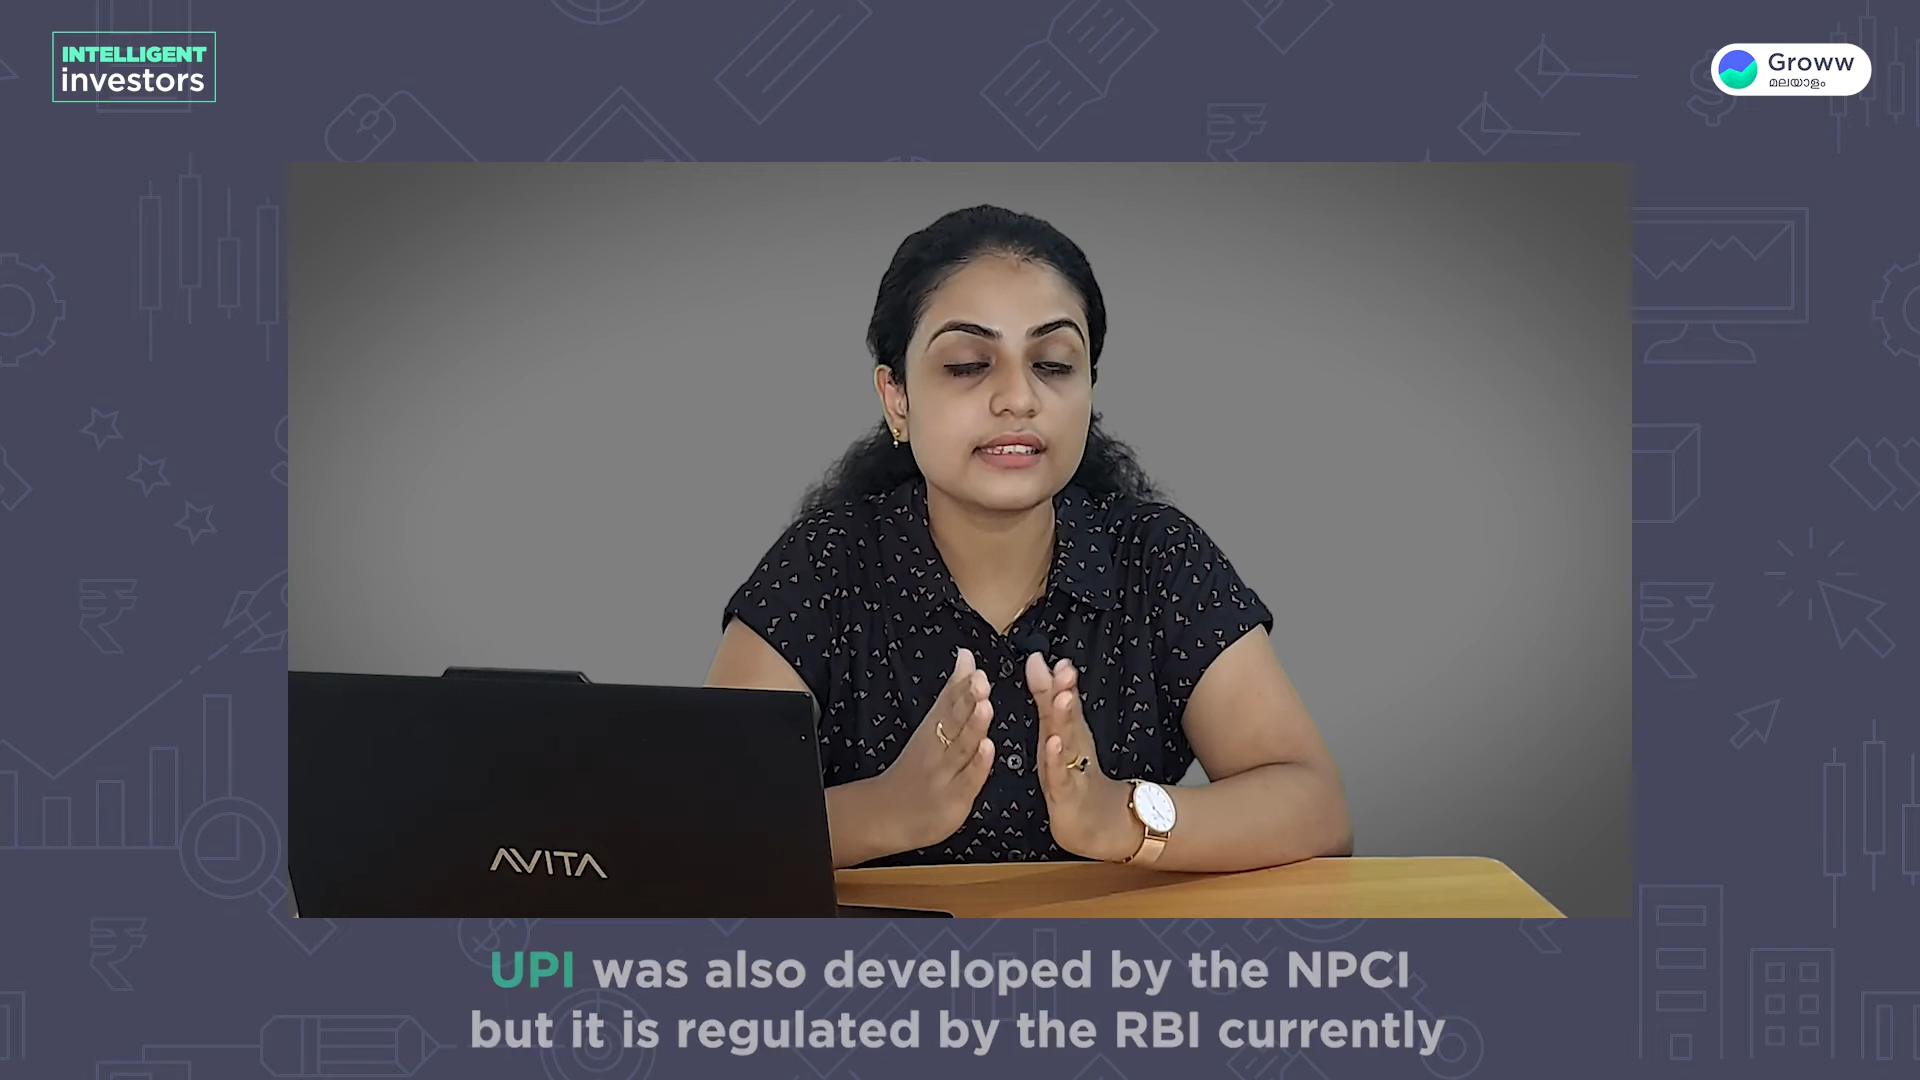 INTELLIGENT
investors
Groww
മലയാളം
AVITA
UPI was also developed by the NPCI
but it is regulated by the RBI currently